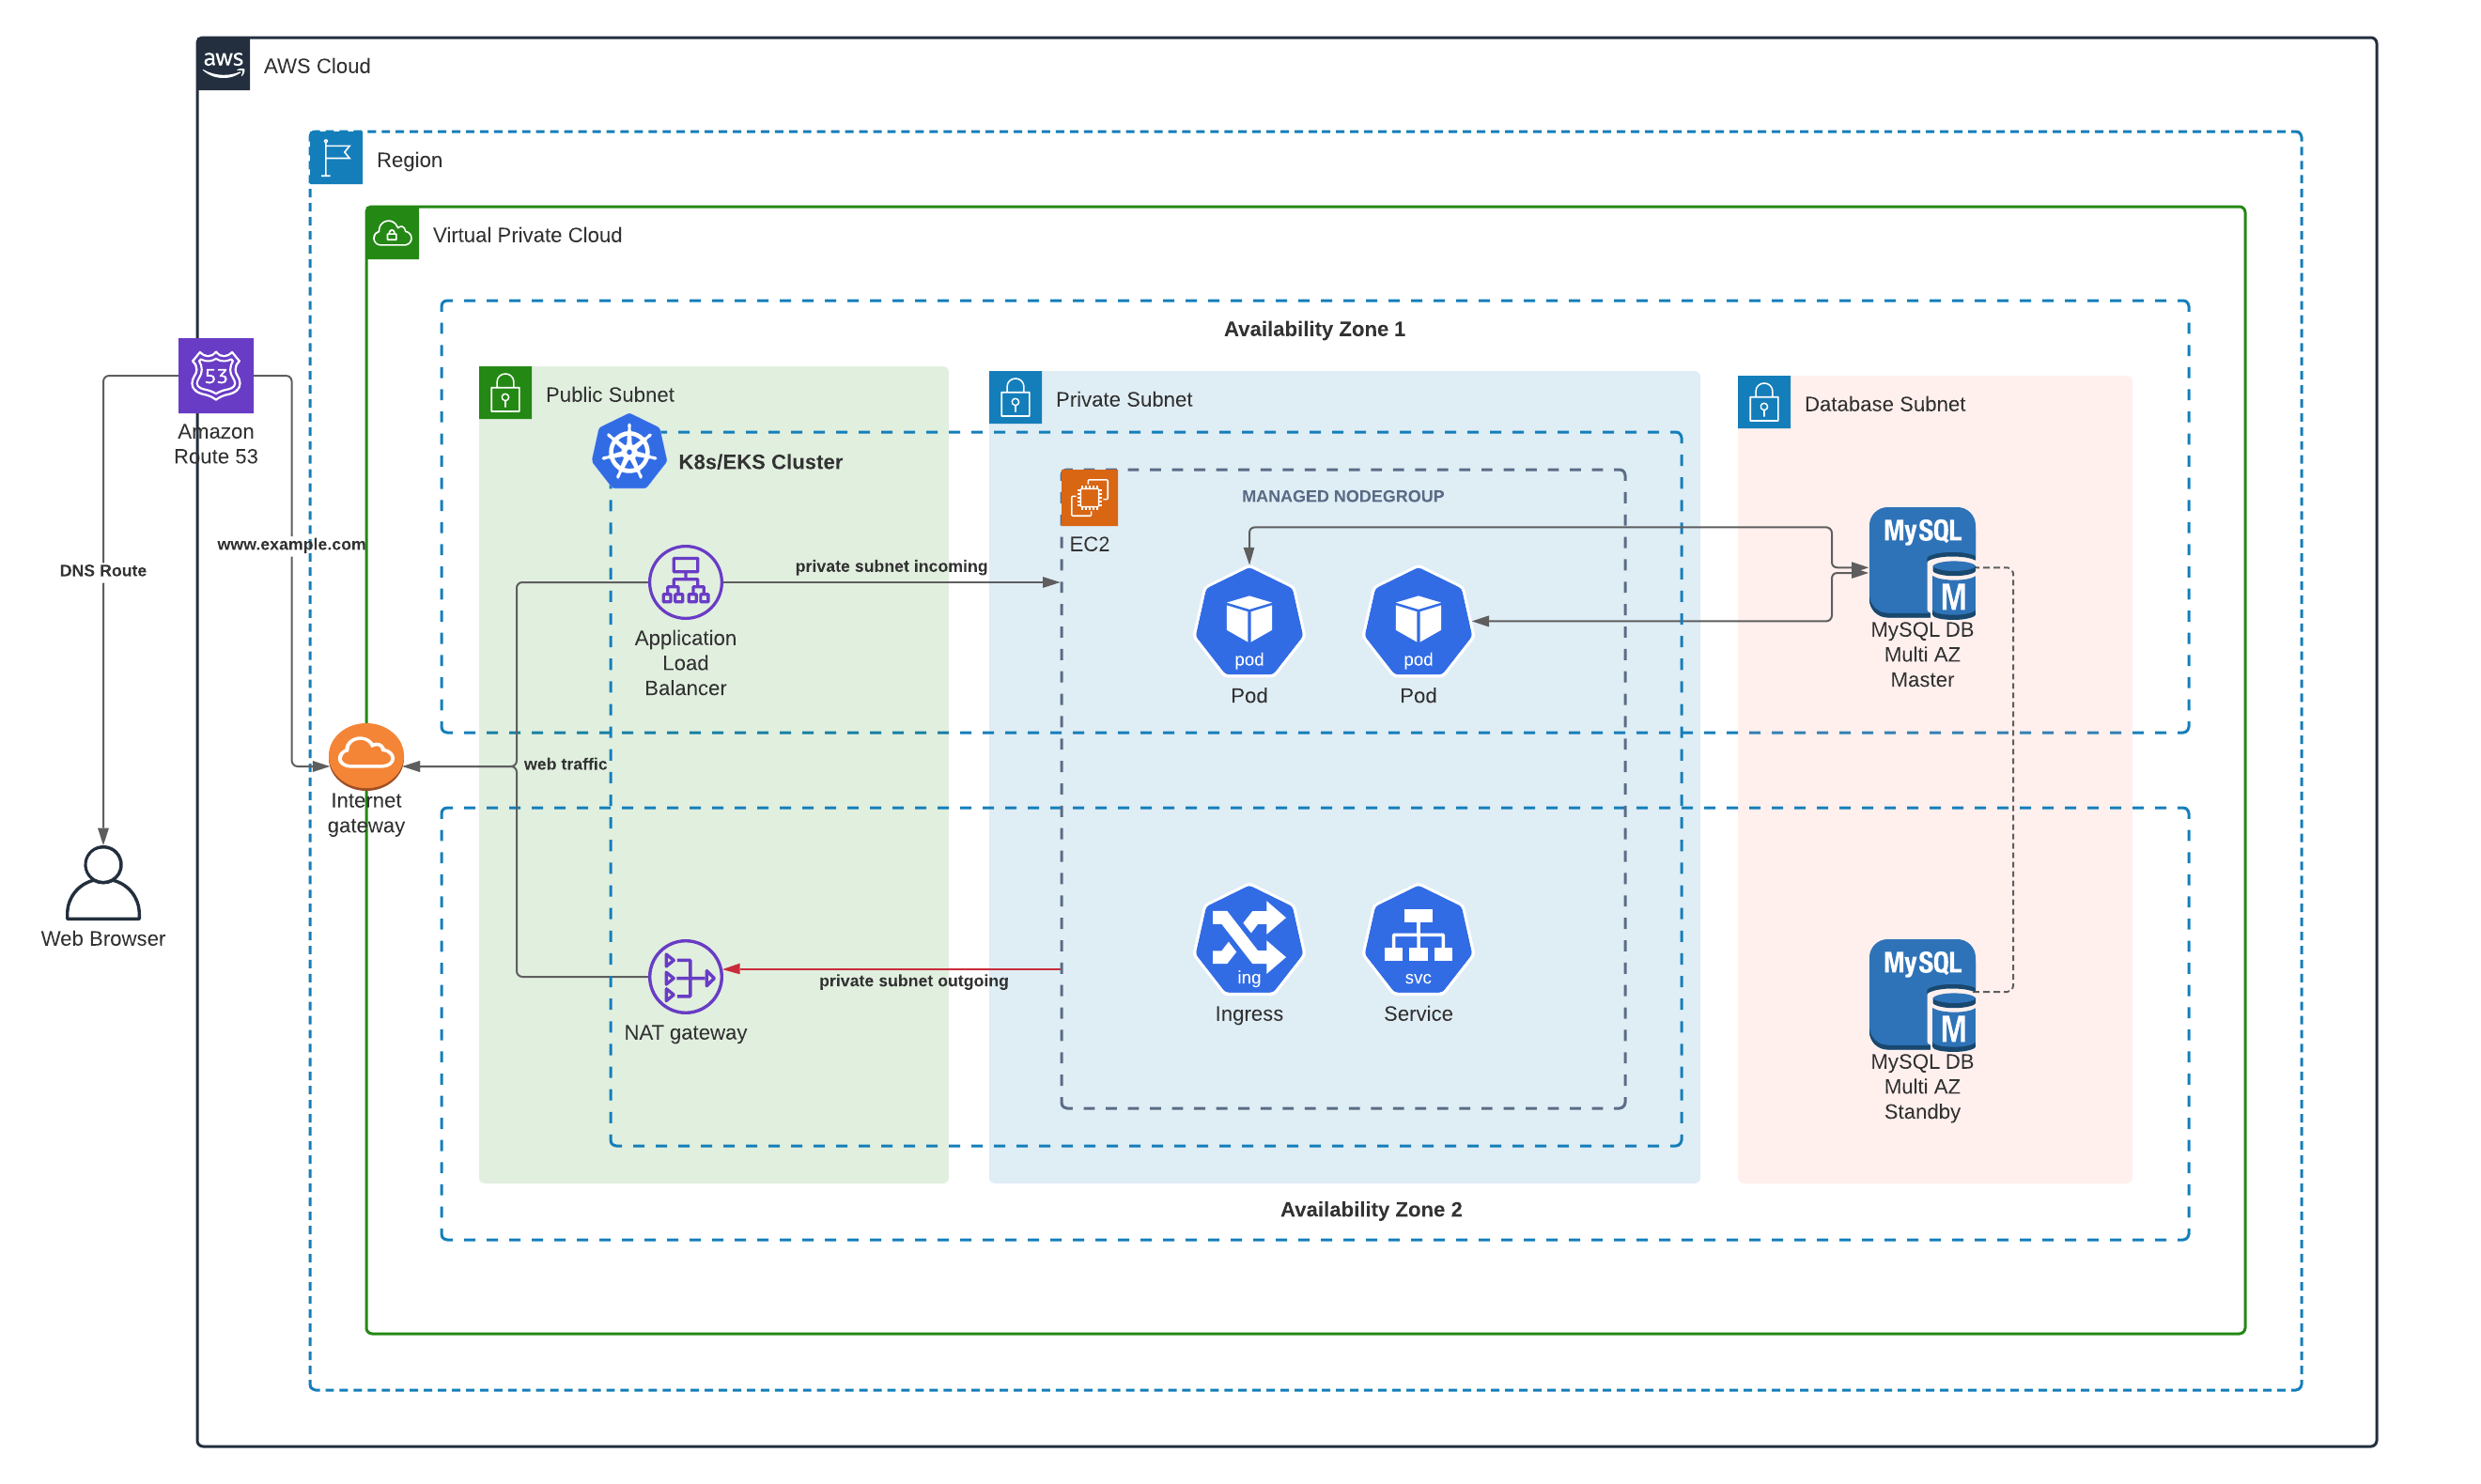 aws
AWS Cloud
Region
Virtual Private Cloud
Availability Zone 1
53
Amazon
Route 53
Public Subnet
Private Subnet
Database Subnet
K8s/EKS Cluster
MANAGED NODEGROUP
EC2
www.example.com
DNS Route
private subnet incoming
Application
Load
Balancer
pod
Pod
pod
Pod
MySQL
M
MySQL DB
Multi AZ
Master
web traffic
Internet
gateway
Web Browser
private subnet outgoing
NAT gateway
ing
Ingress
svc
Service
MySQL
M
MySQL DB
Multi AZ
Standby
Availability Zone 2